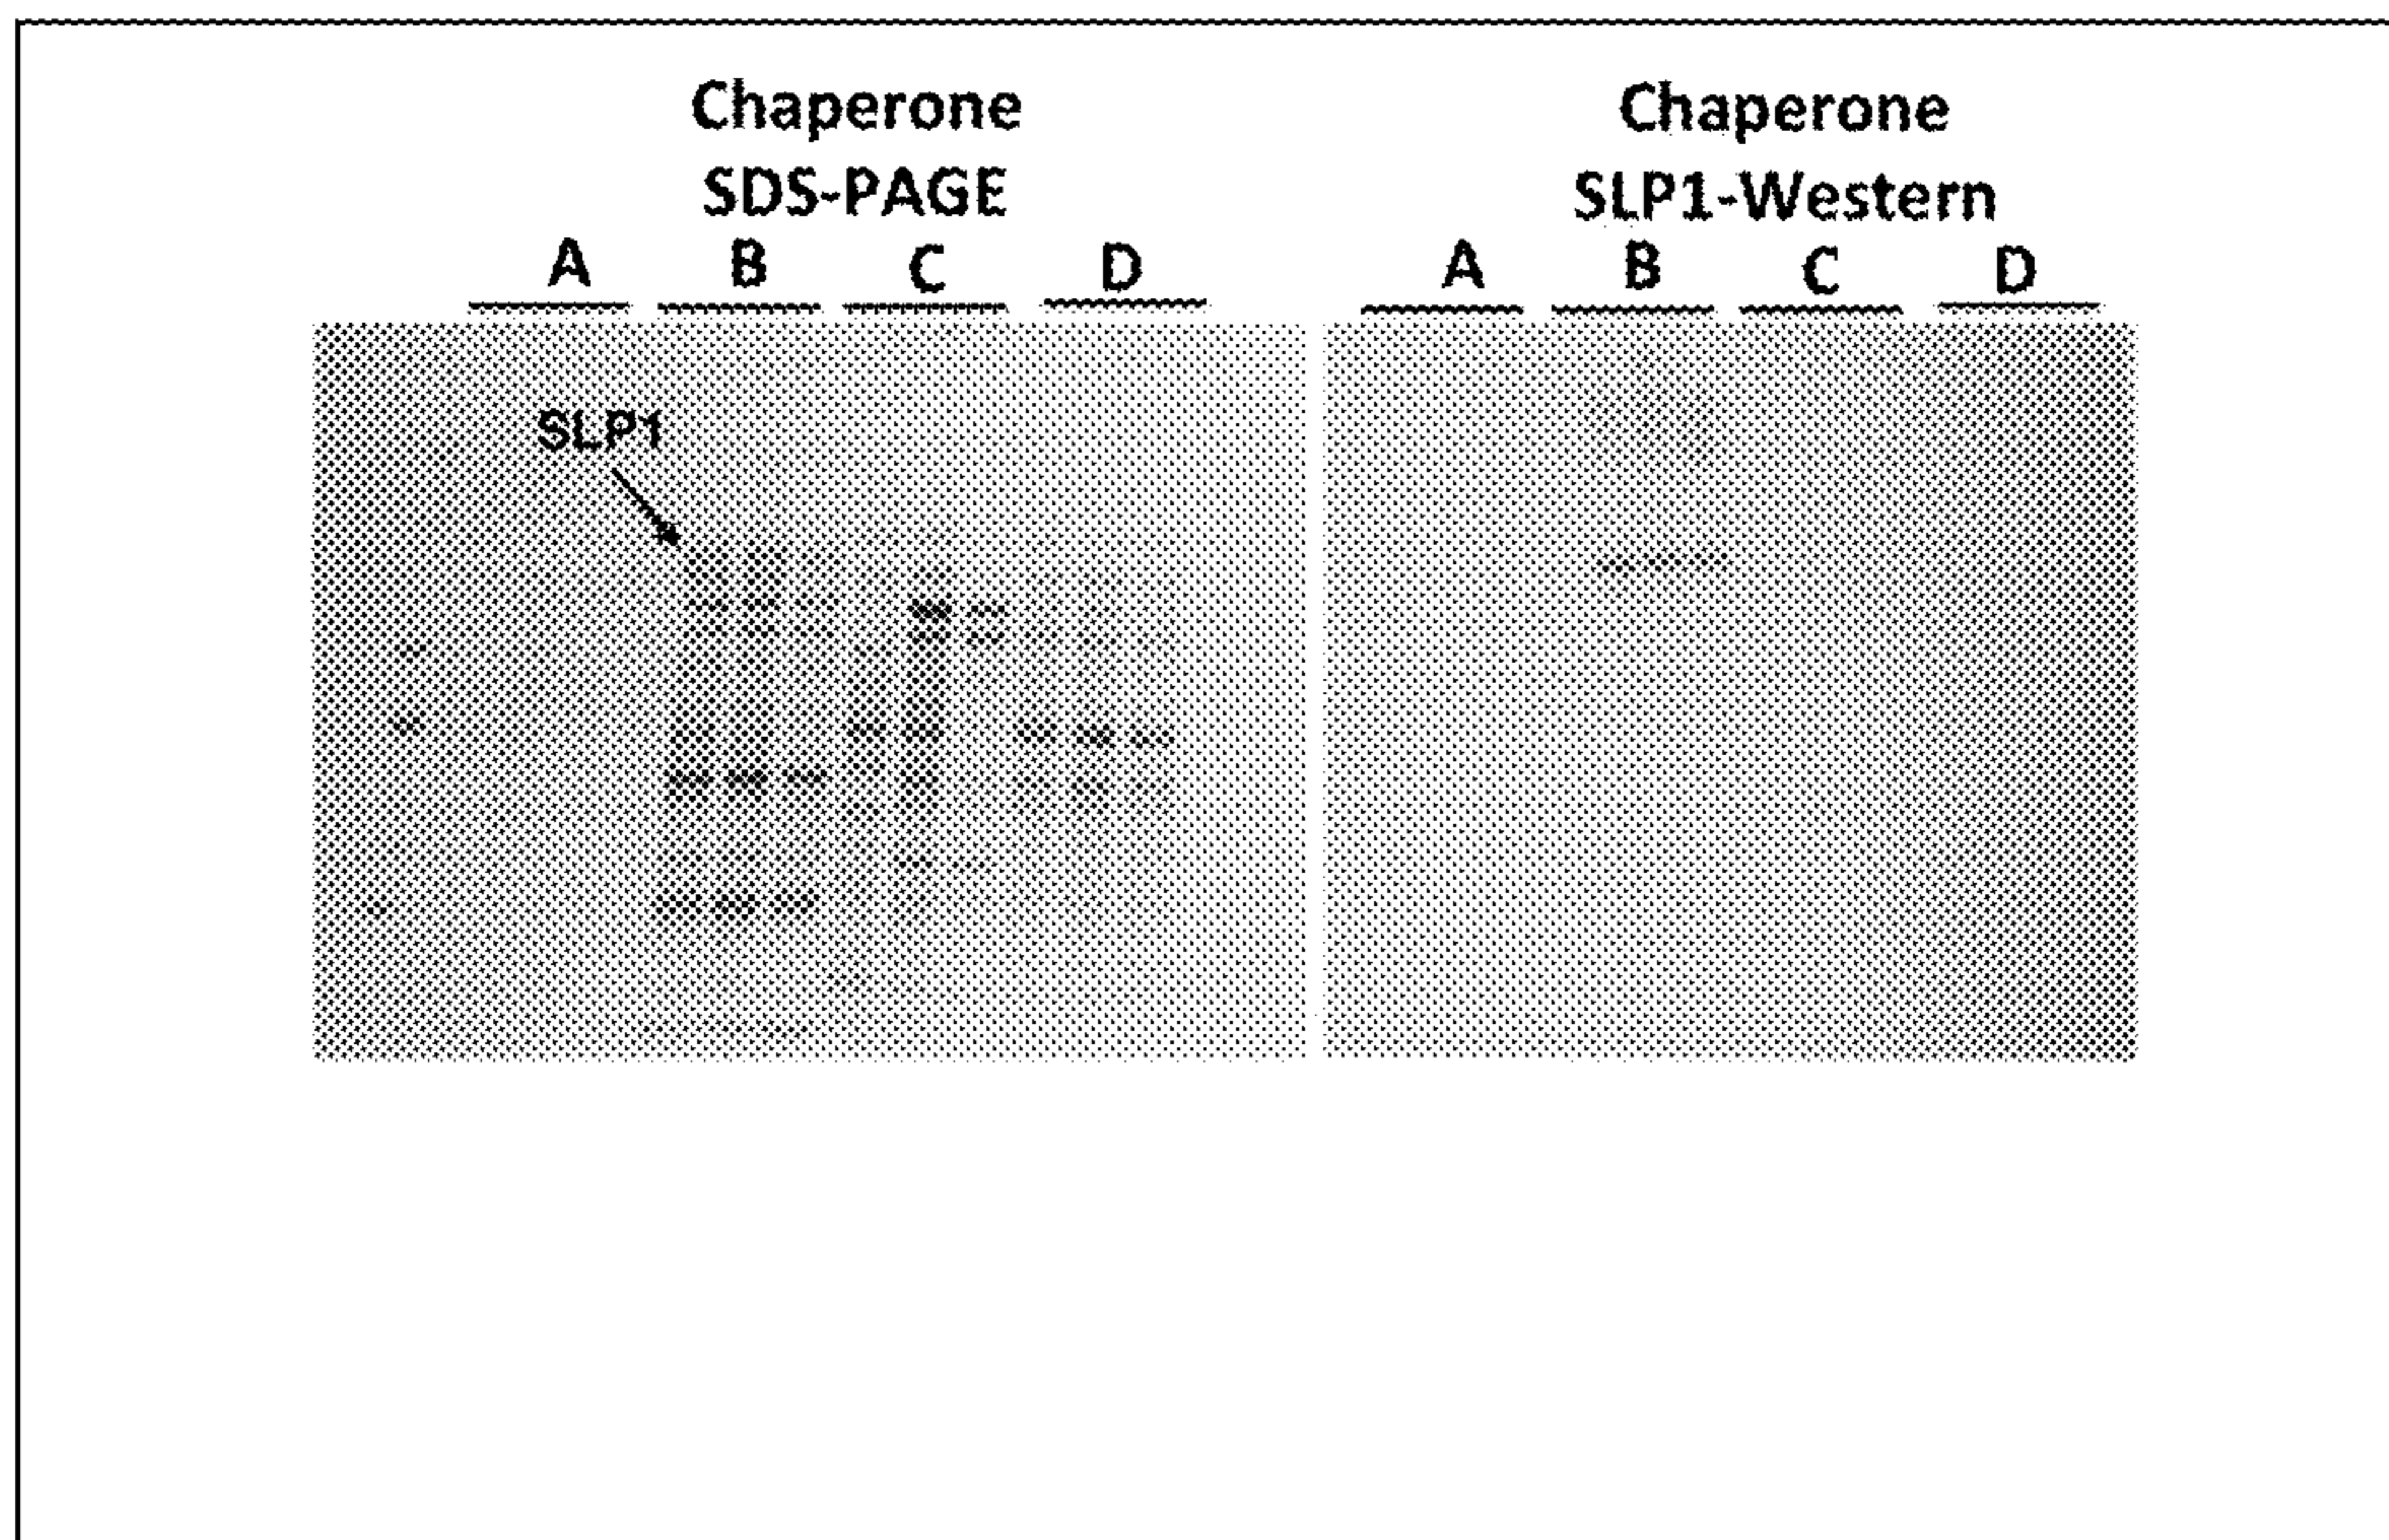 Chaperone
SDS-PAGE
A B C D
SLP1
Chaperone
SLP1-Western
A B C D